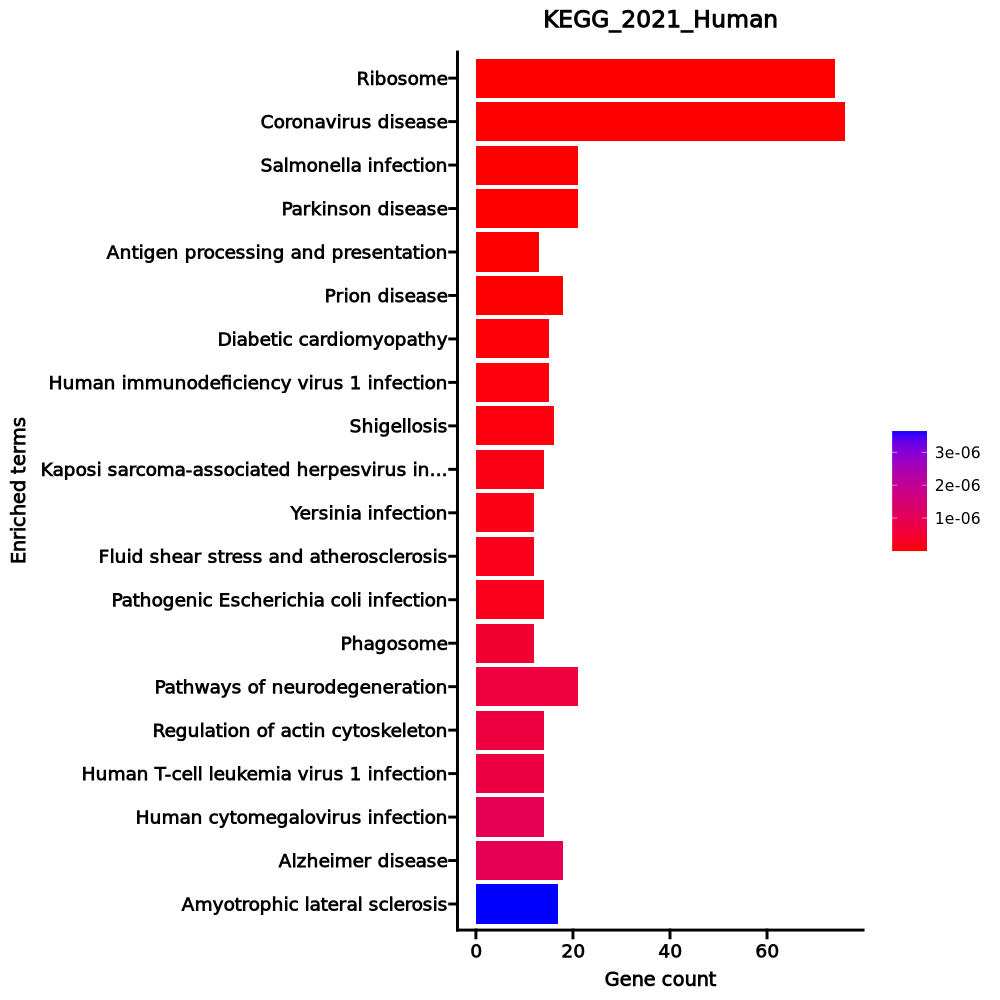 KEGG_2021_Human
Ribosome
Coronavirus disease
Salmonella infection
Parkinson disease
Antigen processing and presentation
Prion disease
Diabetic cardiomyopathy
Human immunodeficiency virus 1 infection
Shigellosis
Kaposi sarcoma-associated herpesvirus in...
Yersinia infection
Fluid shear stress and atherosclerosis
Pathogenic Escherichia coli infection
Phagosome
Pathways of neurodegeneration
Regulation of actin cytoskeleton
Human T-cell leukemia virus 1 infection
Human cytomegalovirus infection
Alzheimer disease
Amyotrophic lateral sclerosis
Enriched terms
0 20 40 60
Gene count
3e-06
2e-06
1e-06